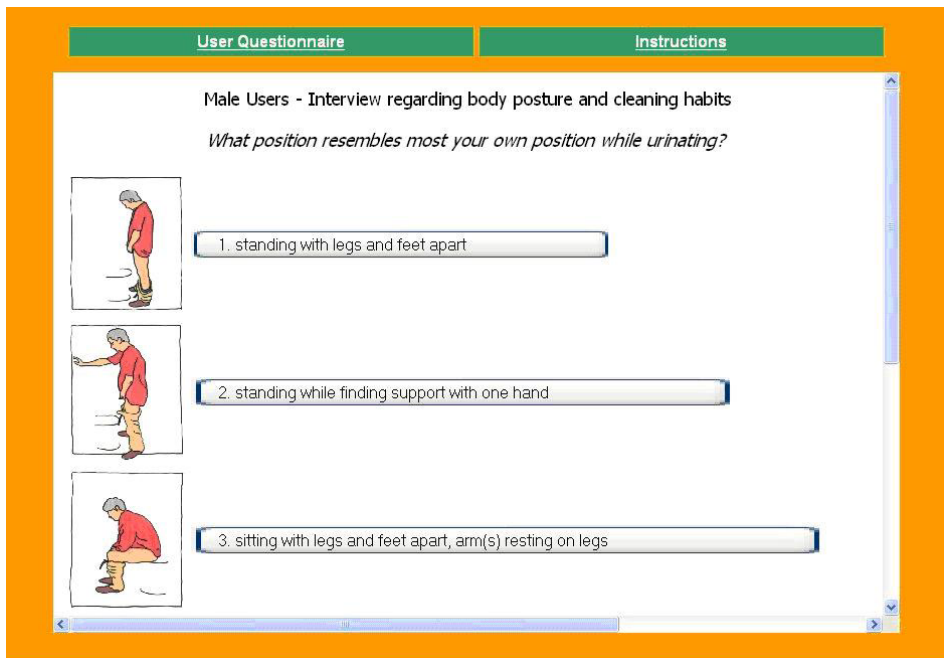 User Questionnaire
Instructions
Male Users - Interview regarding body posture and cleaning habits
What position resembles most your own position while urinating?
1. standing with legs and feet apart
2. standing while finding support with one hand
3. sitting with legs and feet apart, arm(s) resting on legs